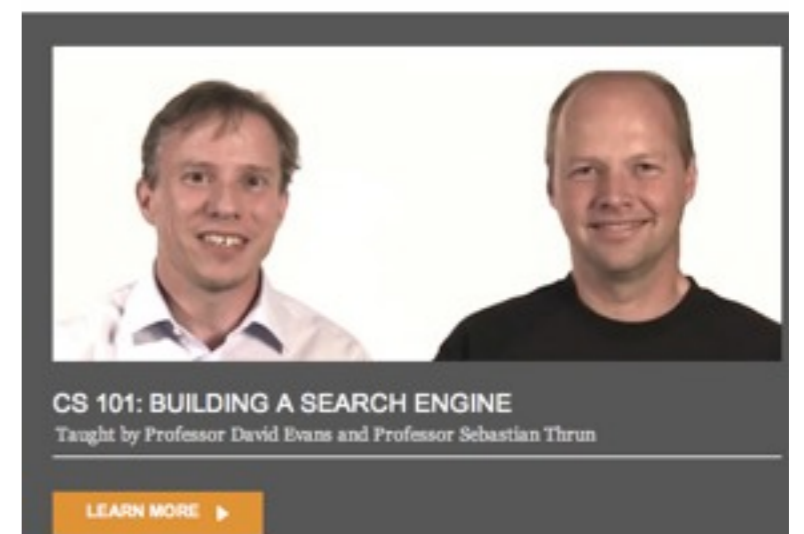 CS 101: BUILDING A SEARCH ENGINE
Taught by Professor David Evans and Professor Sebastian Thrun
LEARN MORE